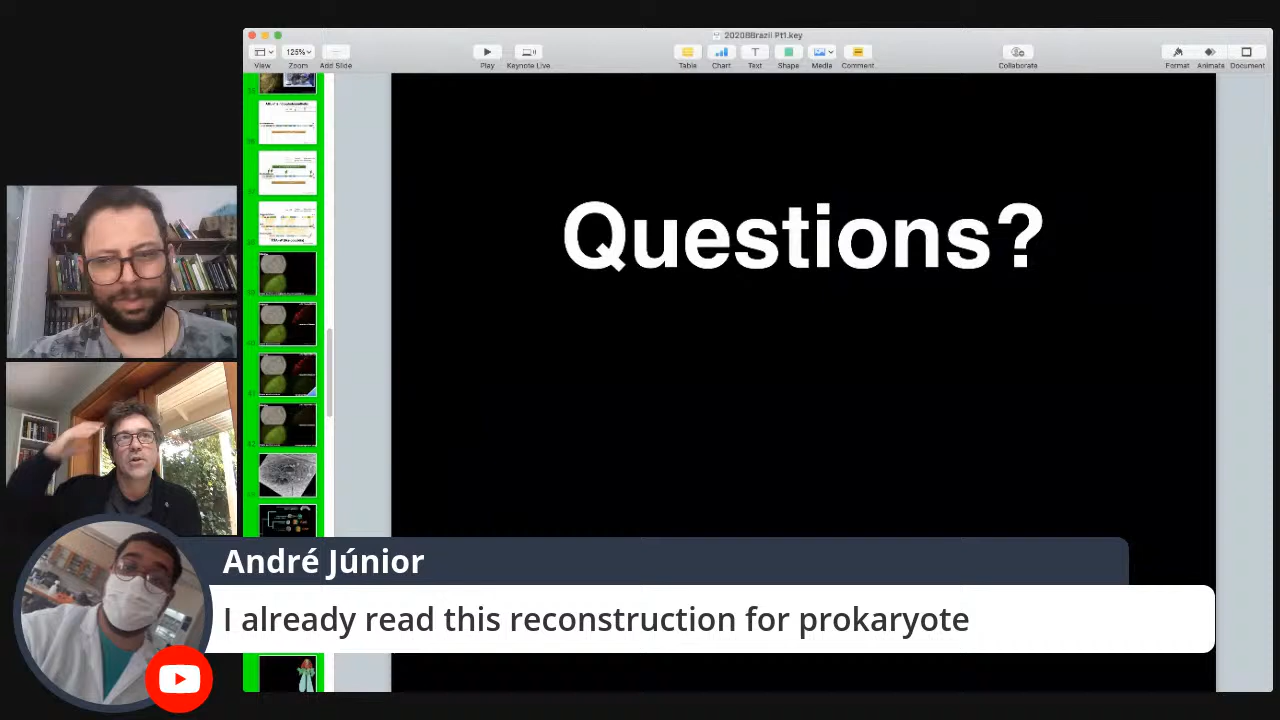 2020BBrazil Pt1.key
125%
View
Zoom
Add Slide
Play
Keynote Live
Table
Chart
Text
Shape
Media
Comment
Collaborate
Format
Animate
Document
Questions?
André Júnior
I already read this reconstruction for prokaryote